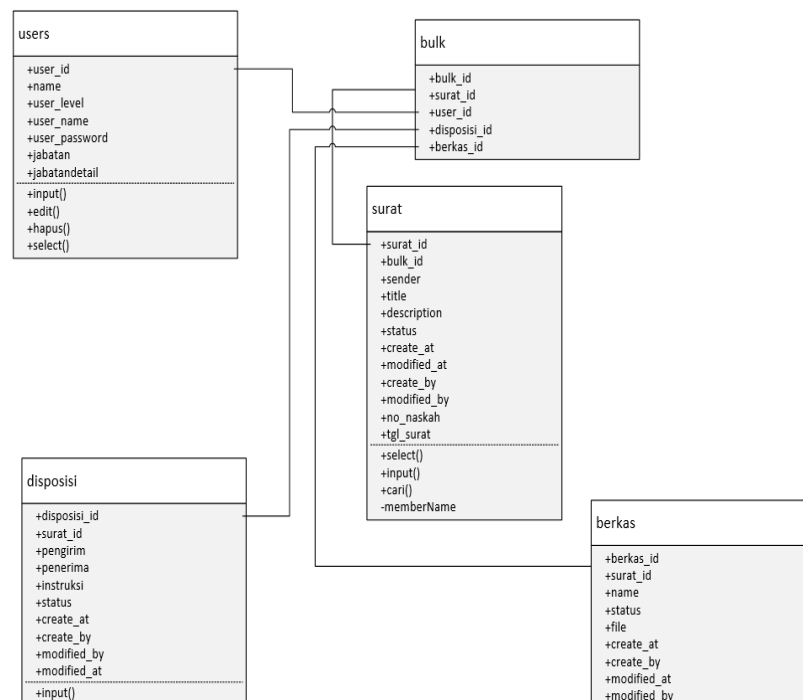 users
+user_id
+name
+user_level
+user_name
+user_password
+jabatan
+jabatandetail
+input()
+edit()
+hapus()
+select()
bulk
+bulk_id
+surat_id
+user_id
+disposisi_id
+berkas_id
surat
+surat_id
+bulk_id
+sender
+title
+description
+status
+create_at
+modified_at
+create_by
+modified_by
+no_naskah
+tgl_surat
+select()
+input()
+cari()
-memberName
disposisi
+disposisi_id
+surat_id
+pengirim
+penerima
+instruksi
+status
+create_at
+create_by
+modified_by
+modified_at
+input()
berkas
+berkas_id
+surat_id
+name
+status
+file
+create_at
+create_by
+modified_at
+modified_by